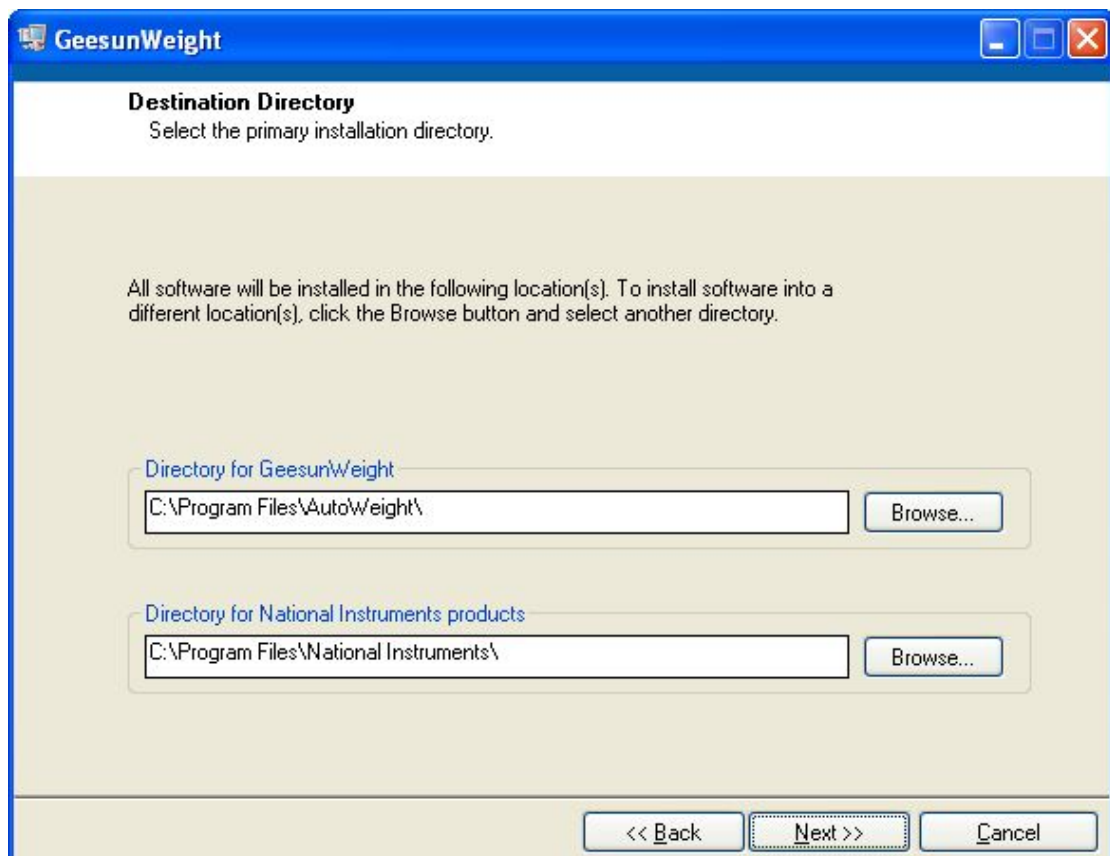 GeesunWeight
Destination Directory
Select the primary installation directory.
All software will be installed in the following location(s). To install software into a
different location(s), click the Browse button and select another directory.
Directory for GeesunWeight
C:\Program Files\AutoWeight\
Browse...
Directory for National Instruments products
C:\Program Files\National Instruments\
Browse...
<< Back
Next >>
Cancel